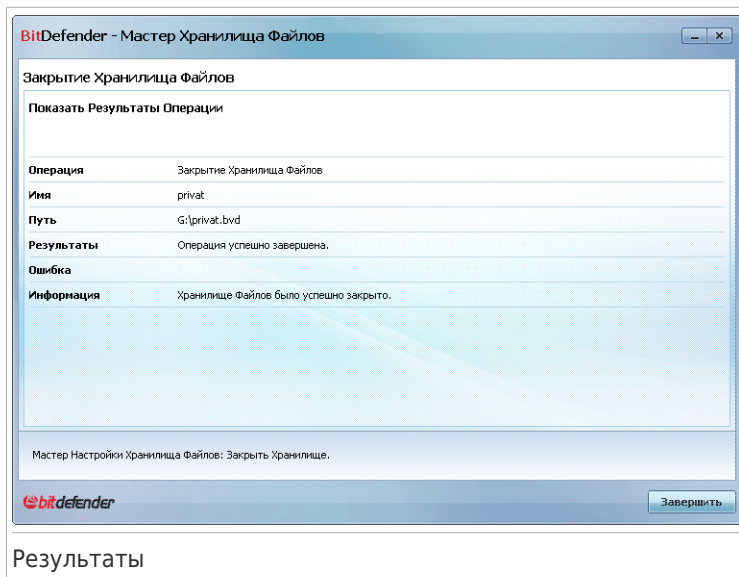 BitDefender - Мастер Хранилища Файлов
Закрытие Хранилища Файлов
Показать Результаты Операции
Операция Закрытие Хранилища Файлов
Имя privat
Путь G:\privat.bvd
Результаты Операция успешно завершена.
Ошибка
Информация Хранилище Файлов было успешно закрыто.
Мастер Настройки Хранилища Файлов: Закрыть Хранилище.
bitdefender
Завершить
Результаты